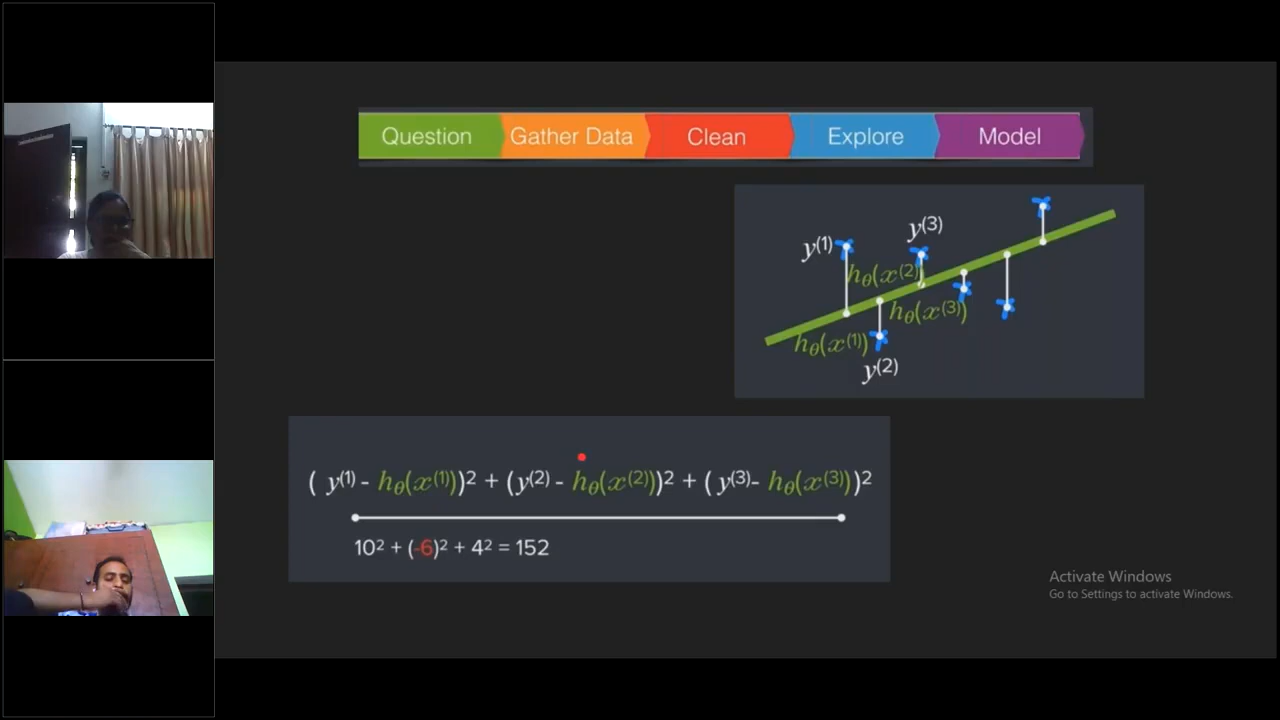 Question Gather Data Clean Explore Model
y(3)
y(1)
hθ(x(2)
hθ(x(3))
hθ(x(1))
y(2)
( y(1) - hθ(x(1)))² + (y(2) - hθ(x(2)))² + ( y(3)- hθ(x(3)) )²
10² + (-6)² + 4² = 152
Activate Windows
Go to Settings to activate Windows.